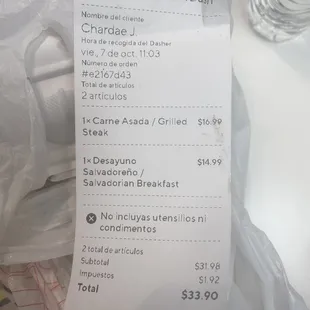 Nombre del cliente
Chardae J.
Hora de recogida del Dasher
vie., 7 de oct. 11:03
Número de orden
#e2167d43
Total de artículos
2 artículos
1× Carne Asada / Grilled $16.99
Steak
1× Desayuno $14.99
Salvadoreño /
Salvadorian Breakfast
No incluyas utensilios ni
condimentos
2 total de artículos
Subtotal $31.98
Impuestos $1.92
Total $33.90